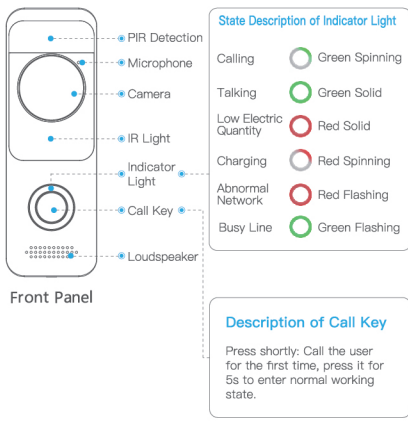 PIR Detection
Microphone
Camera
IR Light
Indicator
Light
Call Key
Loudspeaker
Front Panel
State Description of Indicator Light
Calling
Green Spinning
Talking
Green Solid
Low Electric
Quantity
Red Solid
Charging
Red Spinning
Abnormal
Network
Red Flashing
Busy Line
Green Flashing
Description of Call Key
Press shortly: Call the user
for the first time, press it for
5s to enter normal working
state.